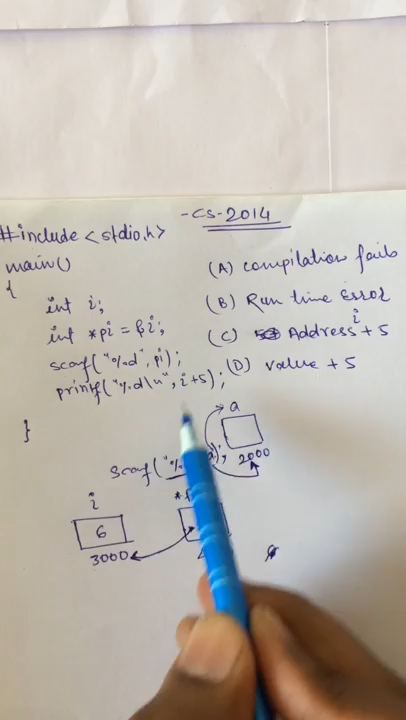 -CS-2014
#include <stdio.h>
main()
{
int i;
int *pi = &i;
scanf("%d", pi);
printf("%d\n", i+5);
}
(A) compilation fails
(B) Run time Error
(C) Address i + 5
(D) value + 5
a
2000
scanf("%
i
6
3000